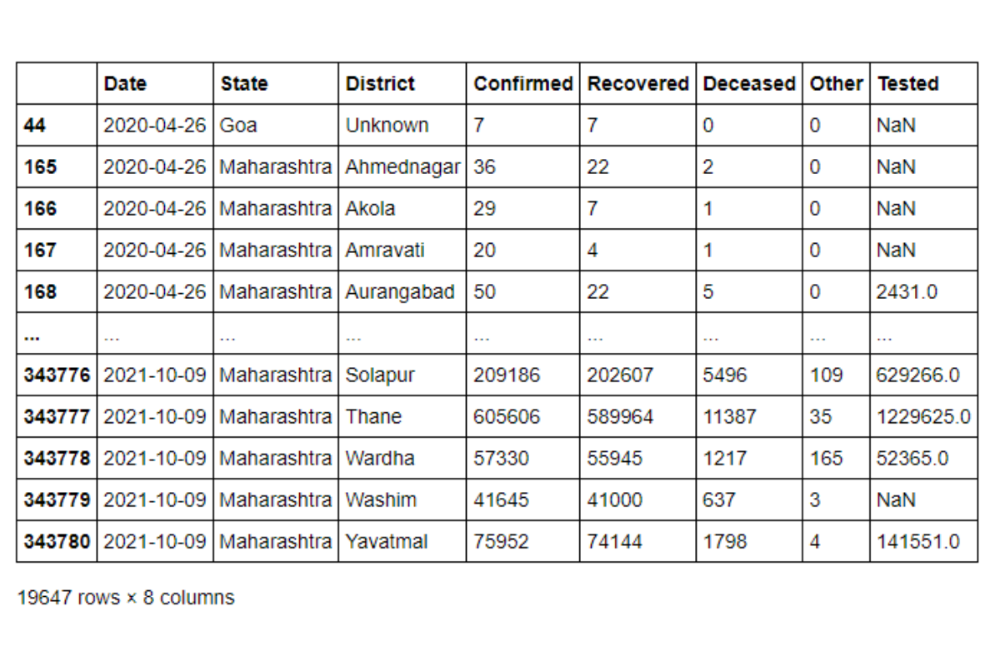 Date State District Confirmed Recovered Deceased Other Tested
44 2020-04-26 Goa Unknown 7 7 0 0 NaN
165 2020-04-26 Maharashtra Ahmednagar 36 22 2 0 NaN
166 2020-04-26 Maharashtra Akola 29 7 1 0 NaN
167 2020-04-26 Maharashtra Amravati 20 4 1 0 NaN
168 2020-04-26 Maharashtra Aurangabad 50 22 5 0 2431.0
... ... ... ... ... ... ... ... ...
343776 2021-10-09 Maharashtra Solapur 209186 202607 5496 109 629266.0
343777 2021-10-09 Maharashtra Thane 605606 589964 11387 35 1229625.0
343778 2021-10-09 Maharashtra Wardha 57330 55945 1217 165 52365.0
343779 2021-10-09 Maharashtra Washim 41645 41000 637 3 NaN
343780 2021-10-09 Maharashtra Yavatmal 75952 74144 1798 4 141551.0
19647 rows × 8 columns